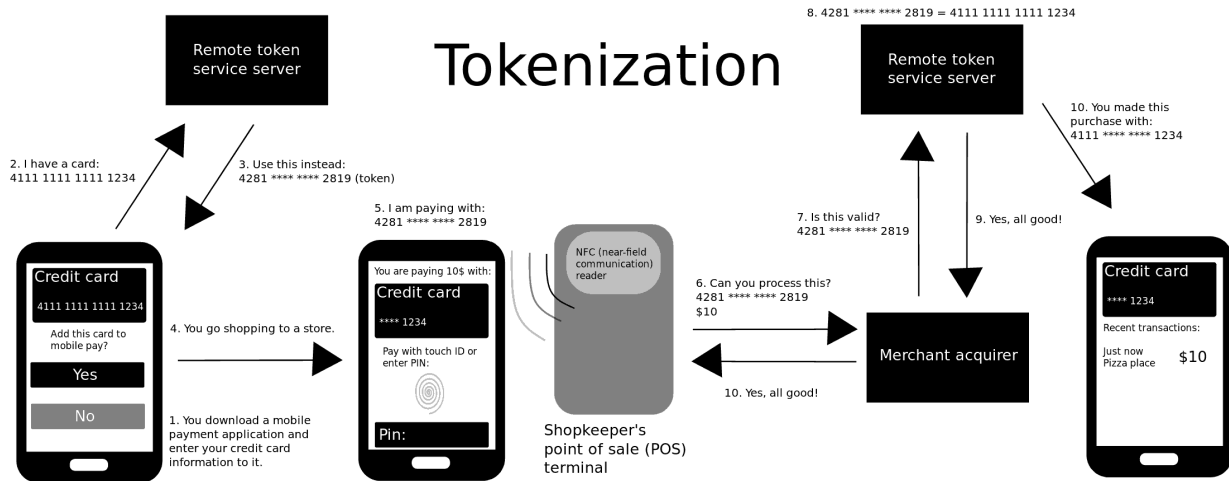 Tokenization
Remote token
service server
2. I have a card:
4111 1111 1111 1234
3. Use this instead:
4281 **** **** 2819 (token)
Credit card
4111 1111 1111 1234
Add this card to
mobile pay?
Yes
No
1. You download a mobile
payment application and
enter your credit card
information to it.
4. You go shopping to a store.
5. I am paying with:
4281 **** **** 2819
You are paying 10$ with:
Credit card
**** 1234
Pay with touch ID or
enter PIN:
Pin:
NFC (near-field
communication)
reader
Shopkeeper's
point of sale (POS)
terminal
6. Can you process this?
4281 **** **** 2819
$10
Merchant acquirer
7. Is this valid?
4281 **** **** 2819
8. 4281 **** **** 2819 = 4111 1111 1111 1234
Remote token
service server
9. Yes, all good!
10. Yes, all good!
10. You made this
purchase with:
4111 **** **** 1234
Credit card
**** 1234
Recent transactions:
Just now
Pizza place
$10